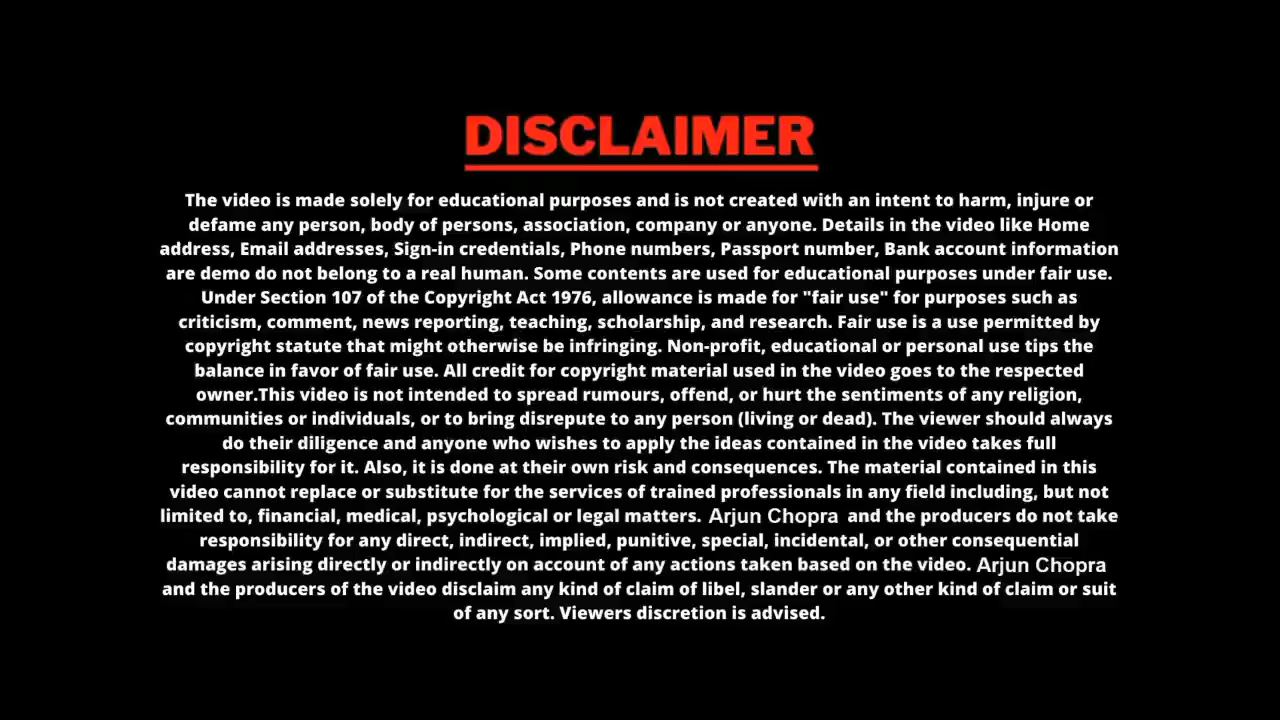 DISCLAIMER
The video is made solely for educational purposes and is not created with an intent to harm, injure or
defame any person, body of persons, association, company or anyone. Details in the video like Home
address, Email addresses, Sign-in credentials, Phone numbers, Passport number, Bank account information
are demo do not belong to a real human. Some contents are used for educational purposes under fair use.
Under Section 107 of the Copyright Act 1976, allowance is made for "fair use" for purposes such as
criticism, comment, news reporting, teaching, scholarship, and research. Fair use is a use permitted by
copyright statute that might otherwise be infringing. Non-profit, educational or personal use tips the
balance in favor of fair use. All credit for copyright material used in the video goes to the respected
owner.This video is not intended to spread rumours, offend, or hurt the sentiments of any religion,
communities or individuals, or to bring disrepute to any person (living or dead). The viewer should always
do their diligence and anyone who wishes to apply the ideas contained in the video takes full
responsibility for it. Also, it is done at their own risk and consequences. The material contained in this
video cannot replace or substitute for the services of trained professionals in any field including, but not
limited to, financial, medical, psychological or legal matters. Arjun Chopra and the producers do not take
responsibility for any direct, indirect, implied, punitive, special, incidental, or other consequential
damages arising directly or indirectly on account of any actions taken based on the video. Arjun Chopra
and the producers of the video disclaim any kind of claim of libel, slander or any other kind of claim or suit
of any sort. Viewers discretion is advised.